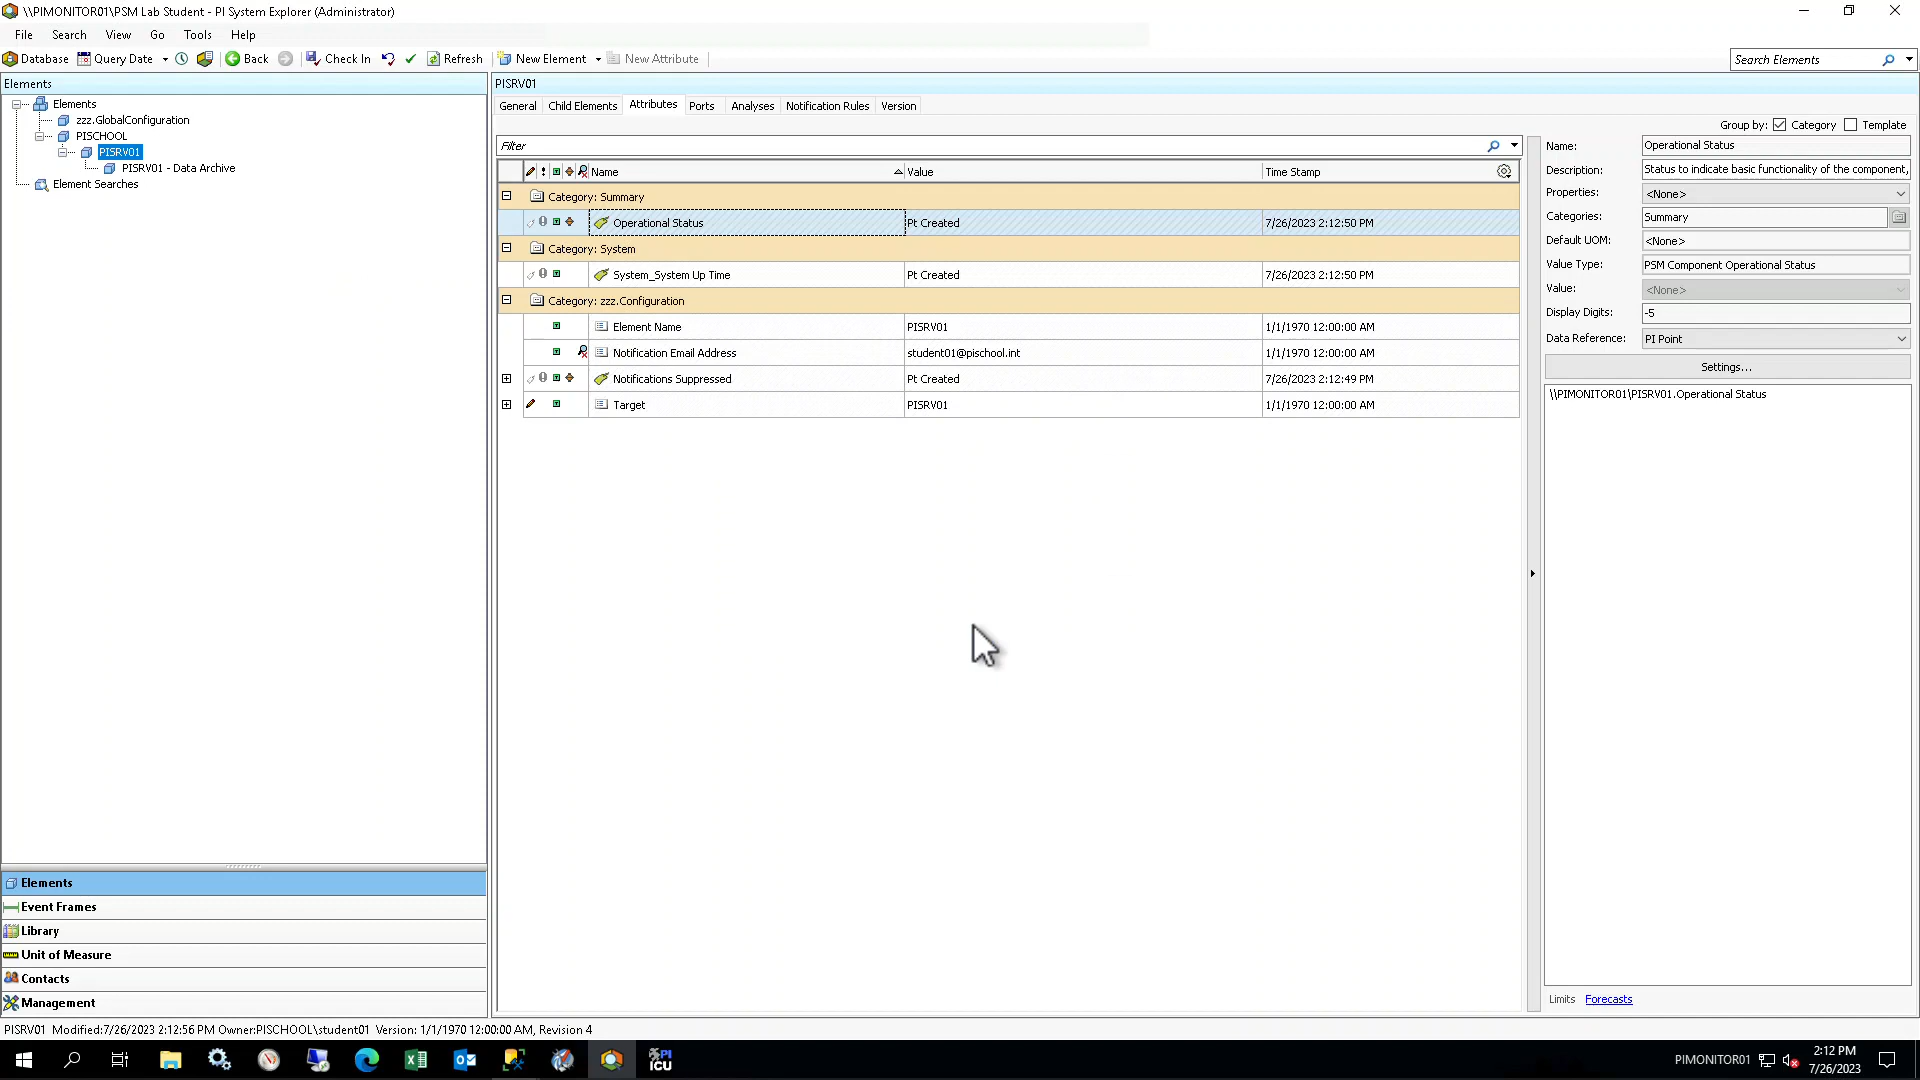 \\PIMONITOR01\PSM Lab Student - PI System Explorer (Administrator)
File Search View Go Tools Help
Database Query Date Back Check In Refresh New Element New Attribute Search Elements
Elements
Elements
zzz.GlobalConfiguration
PISCHOOL
PISRV01
PISRV01 - Data Archive
Element Searches
PISRV01
General Child Elements Attributes Ports Analyses Notification Rules Version
Group by: Category Template
Filter
Name Value Time Stamp
Category: Summary
Operational Status Pt Created 7/26/2023 2:12:50 PM
Category: System
System_System Up Time Pt Created 7/26/2023 2:12:50 PM
Category: zzz.Configuration
Element Name PISRV01 1/1/1970 12:00:00 AM
Notification Email Address student01@pischool.int 1/1/1970 12:00:00 AM
Notifications Suppressed Pt Created 7/26/2023 2:12:49 PM
Target PISRV01 1/1/1970 12:00:00 AM
Name: Operational Status
Description: Status to indicate basic functionality of the component,
Properties: <None>
Categories: Summary
Default UOM: <None>
Value Type: PSM Component Operational Status
Value: <None>
Display Digits: -5
Data Reference: PI Point
Settings...
\\PIMONITOR01\PISRV01.Operational Status
Limits Forecasts
Elements
Event Frames
Library
Unit of Measure
Contacts
Management
PISRV01 Modified:7/26/2023 2:12:56 PM Owner:PISCHOOL\student01 Version: 1/1/1970 12:00:00 AM, Revision 4
PI
ICU
PIMONITOR01
2:12 PM
7/26/2023